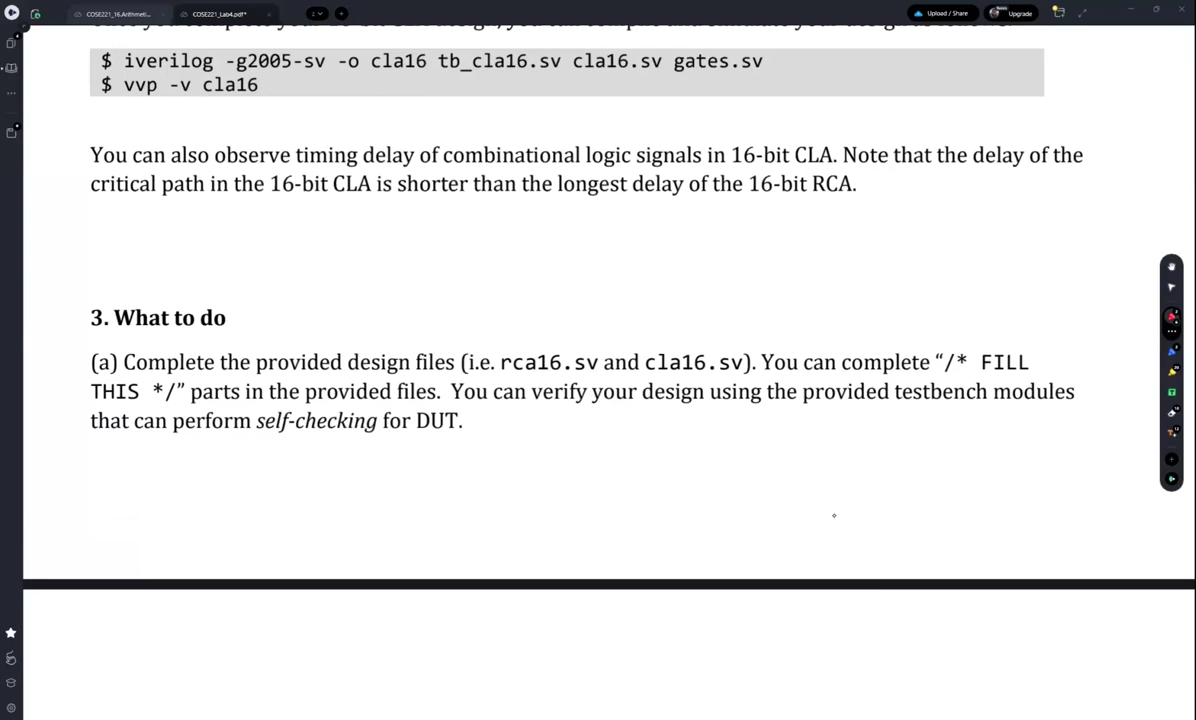 COSE221_16.Arithmeti...
COSE221_Lab4.pdf*
2
Upload / Share
Upgrade
$ iverilog -g2005-sv -o cla16 tb_cla16.sv cla16.sv gates.sv
$ vvp -v cla16
You can also observe timing delay of combinational logic signals in 16-bit CLA. Note that the delay of the
critical path in the 16-bit CLA is shorter than the longest delay of the 16-bit RCA.
3. What to do
(a) Complete the provided design files (i.e. rca16.sv and cla16.sv). You can complete “/* FILL
THIS */” parts in the provided files. You can verify your design using the provided testbench modules
that can perform self-checking for DUT.